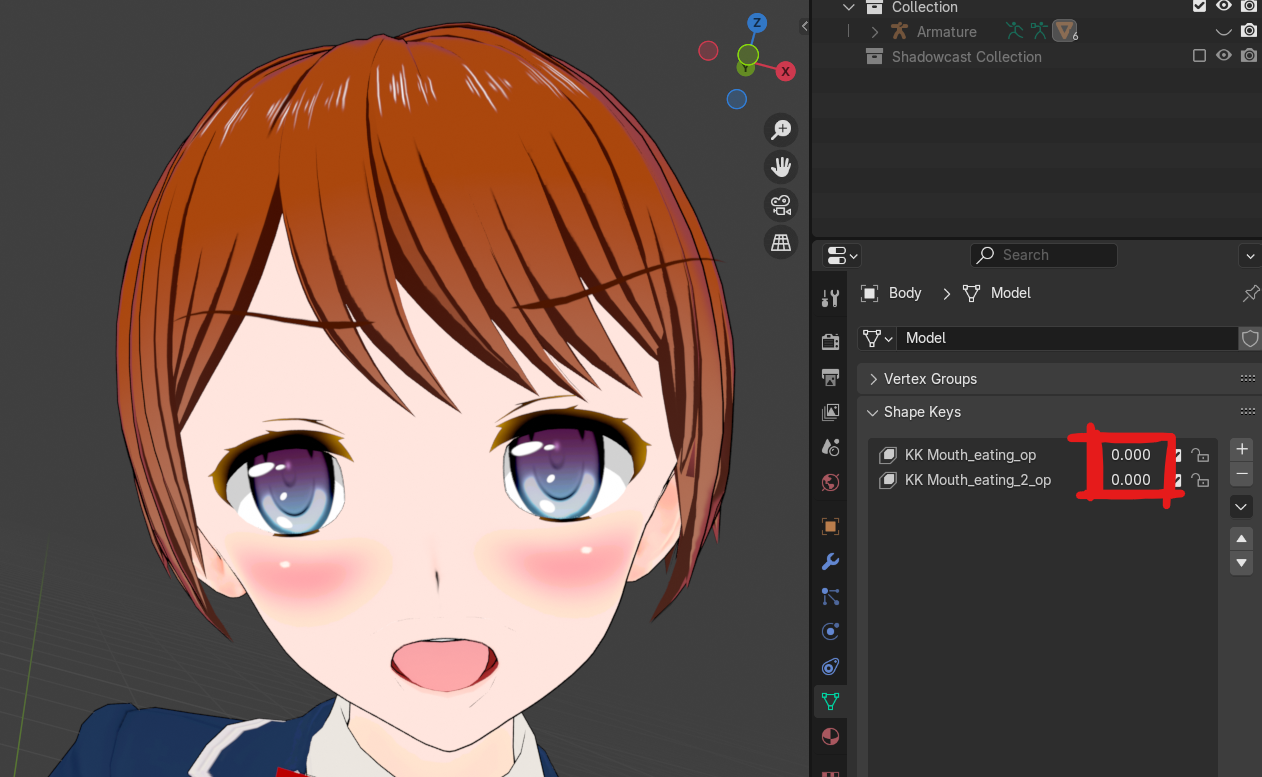 Collection
Armature
6
Shadowcast Collection
Z
X
Y
Search
Body
Model
Model
Vertex Groups
Shape Keys
KK Mouth_eating_op 0.000
KK Mouth_eating_2_op 0.000